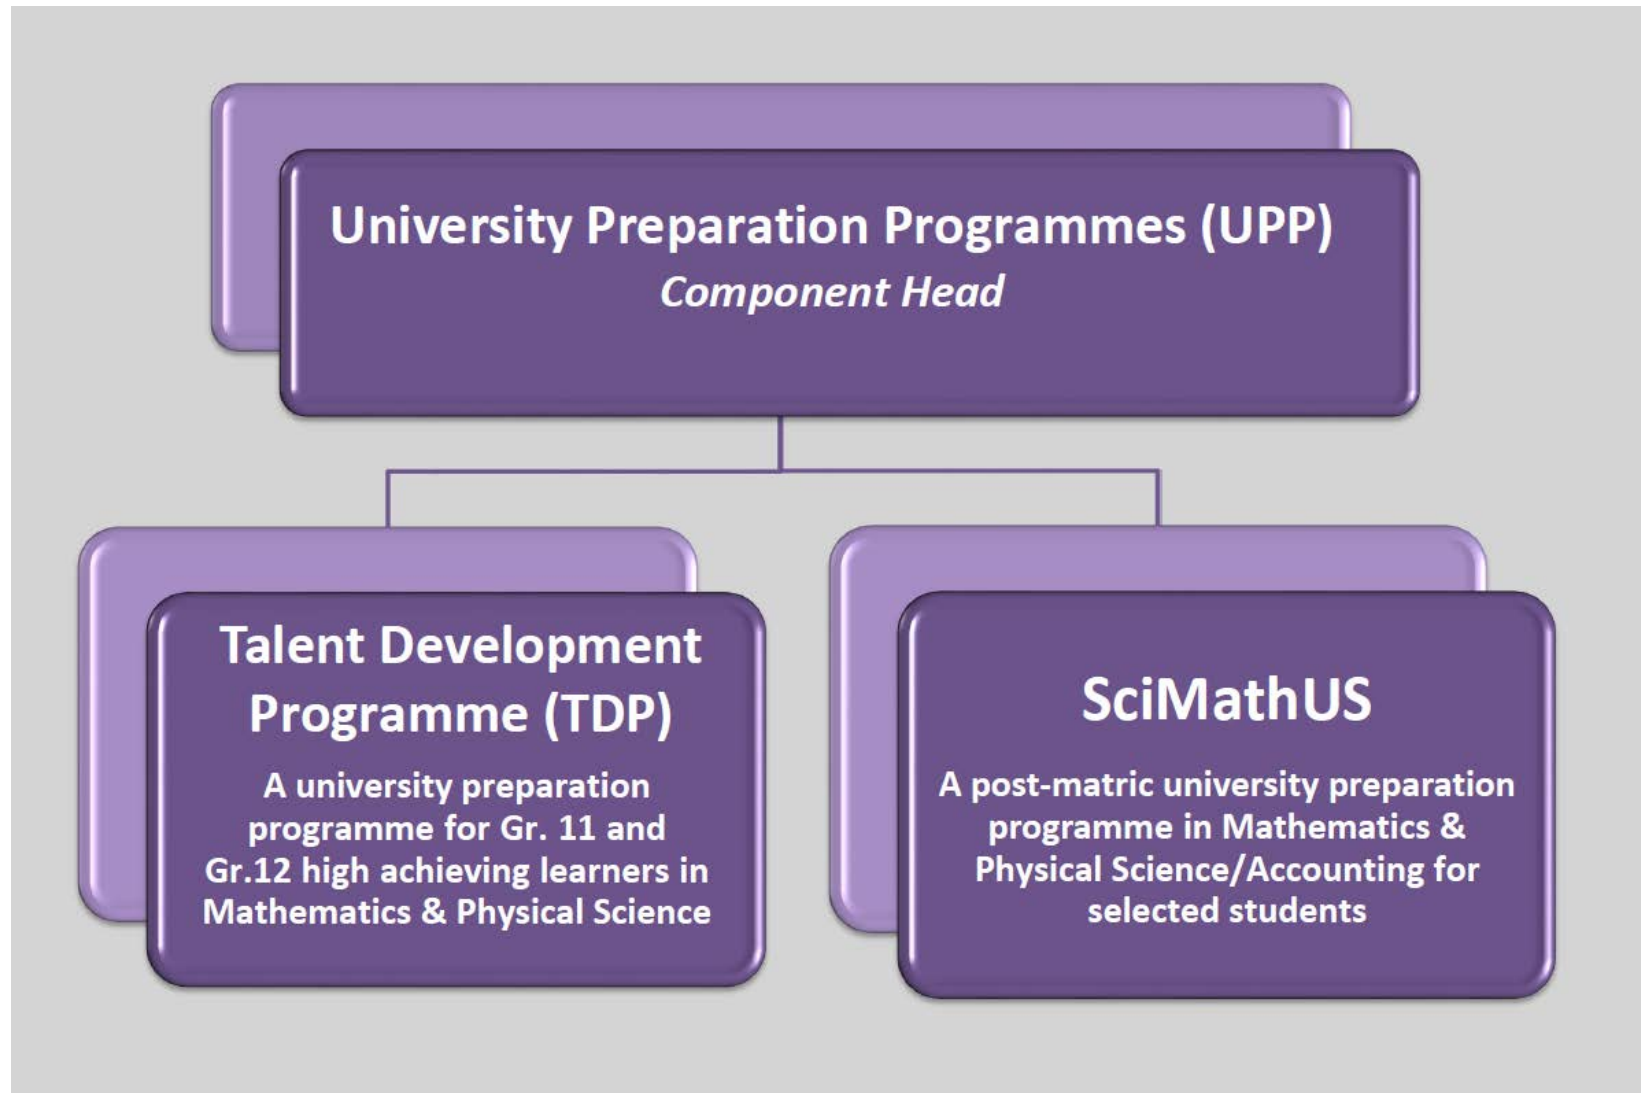 University Preparation Programmes (UPP)
Component Head
Talent Development
Programme (TDP)
A university preparation
programme for Gr. 11 and
Gr.12 high achieving learners in
Mathematics & Physical Science
SciMathUS
A post-matric university preparation
programme in Mathematics &
Physical Science/Accounting for
selected students